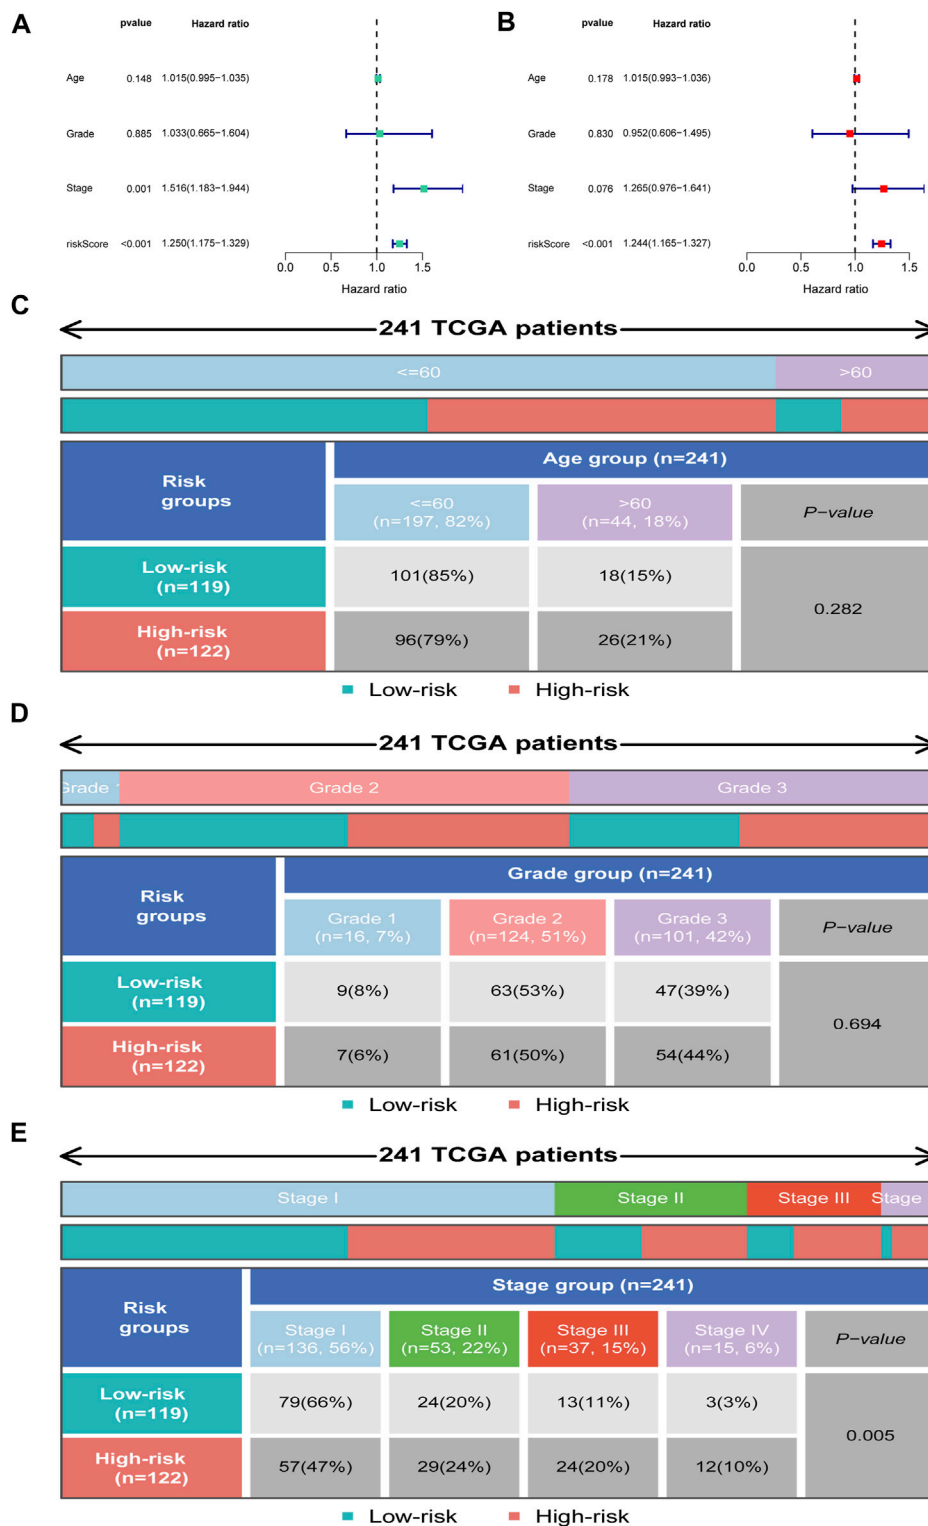 A
pvalue Hazard ratio
Age 0.148 1.015(0.995−1.035)
Grade 0.885 1.033(0.665−1.604)
Stage 0.001 1.516(1.183−1.944)
riskScore <0.001 1.250(1.175−1.329)
0.0 0.5 1.0 1.5
Hazard ratio
B
pvalue Hazard ratio
Age 0.178 1.015(0.993−1.036)
Grade 0.830 0.952(0.606−1.495)
Stage 0.076 1.265(0.976−1.641)
riskScore <0.001 1.244(1.165−1.327)
0.0 0.5 1.0 1.5
Hazard ratio
C
241 TCGA patients
<=60 >60
Risk groups
Age group (n=241)
<=60 (n=197, 82%)
>60 (n=44, 18%)
P−value
Low-risk (n=119)
101(85%) 18(15%)
0.282
High-risk (n=122)
96(79%) 26(21%)
Low-risk High-risk
D
241 TCGA patients
Grade 1 Grade 2 Grade 3
Risk groups
Grade group (n=241)
Grade 1 (n=16, 7%)
Grade 2 (n=124, 51%)
Grade 3 (n=101, 42%)
P−value
Low-risk (n=119)
9(8%) 63(53%) 47(39%)
0.694
High-risk (n=122)
7(6%) 61(50%) 54(44%)
Low-risk High-risk
E
241 TCGA patients
Stage I Stage II Stage III Stage
Risk groups
Stage group (n=241)
Stage I (n=136, 56%)
Stage II (n=53, 22%)
Stage III (n=37, 15%)
Stage IV (n=15, 6%)
P−value
Low-risk (n=119)
79(66%) 24(20%) 13(11%) 3(3%)
0.005
High-risk (n=122)
57(47%) 29(24%) 24(20%) 12(10%)
Low-risk High-risk